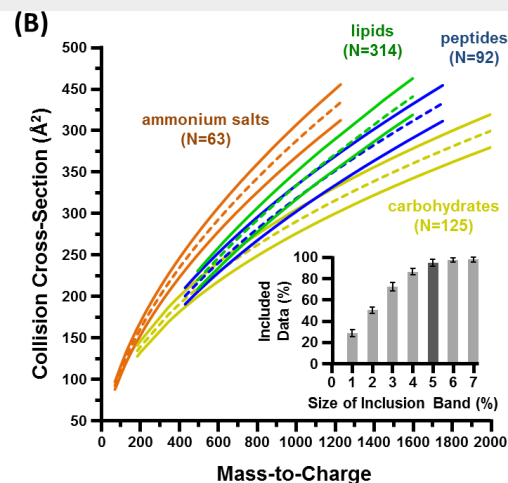 (B)
lipids
(N=314)
peptides
(N=92)
ammonium salts
(N=63)
carbohydrates
(N=125)
Collision Cross-Section (Å²)
500
450
300
350
300
250
200
150
100
50
0 200 400 600 800 1000 1200 1400 1600 1800 2000
Mass-to-Charge
Included
Data (%)
100
80
60
40
20
0
0 1 2 3 4 5 6 7
Size of Inclusion Band (%)